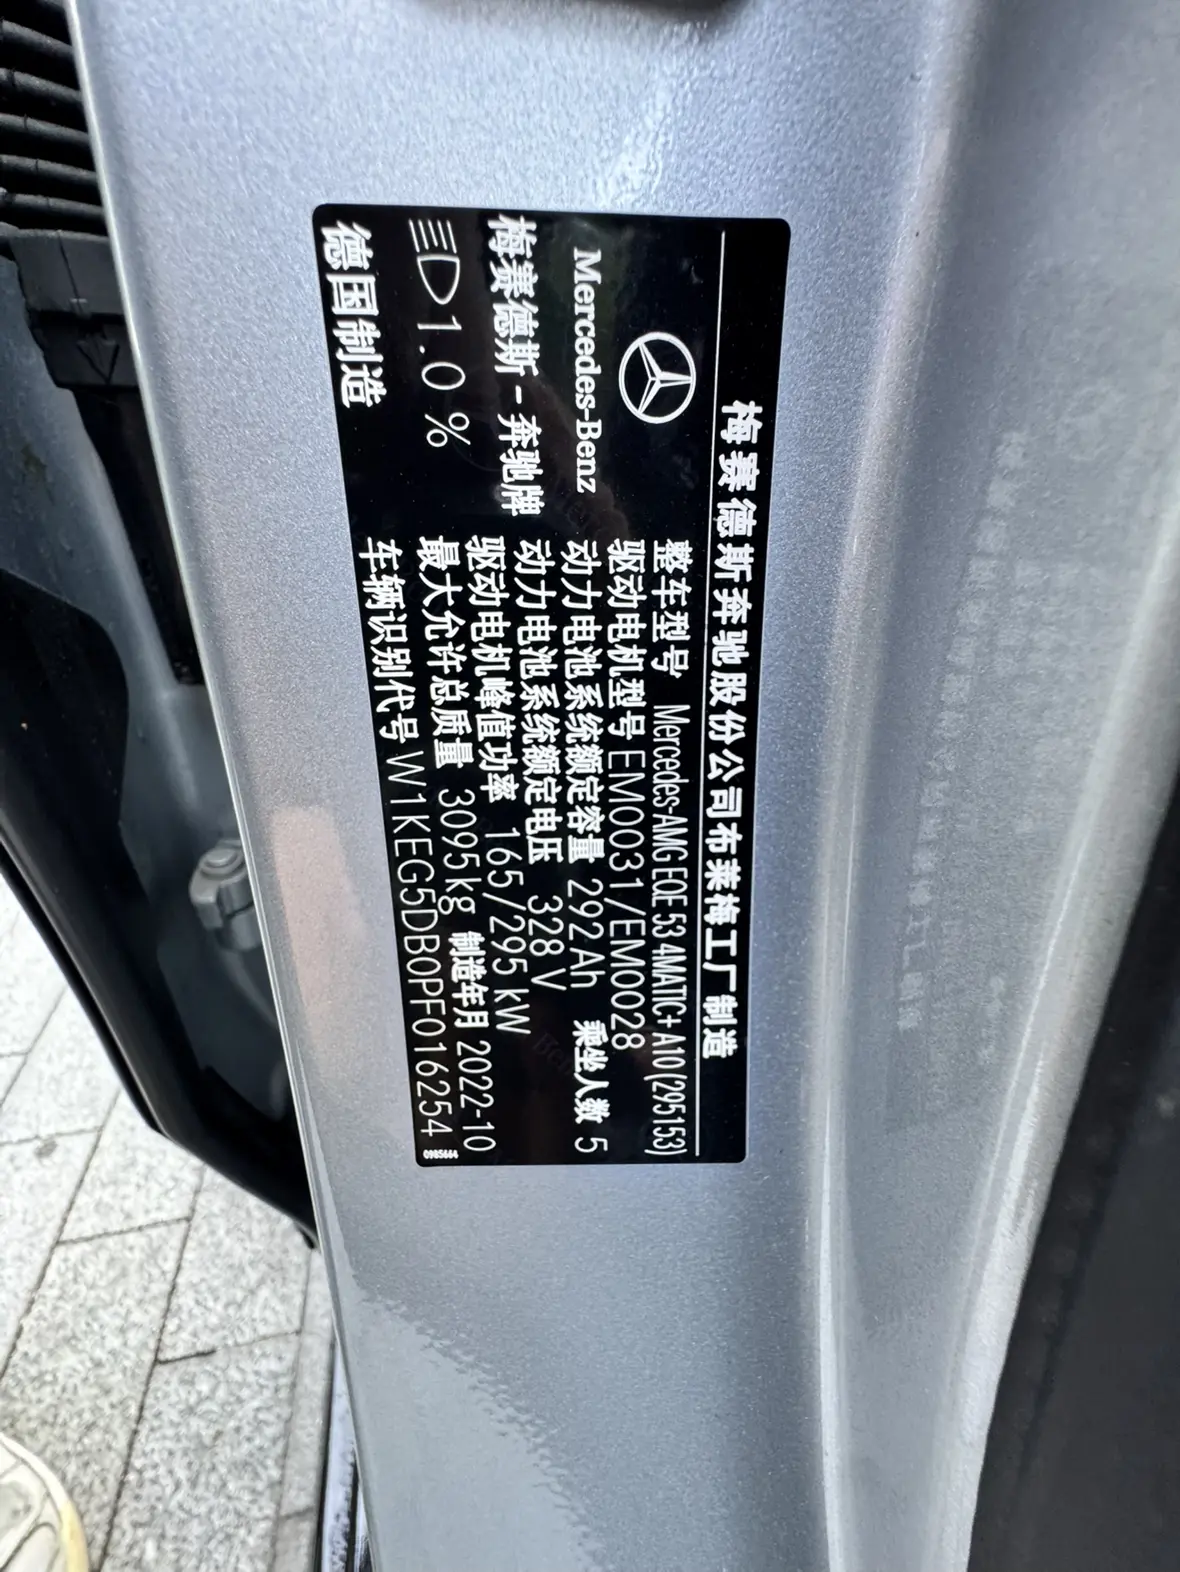 梅赛德斯奔驰股份公司布莱梅工厂制造
Mercedes-Benz
梅赛德斯-奔驰牌
1.0%
德国制造
整车型号 Mercedes-AMG EQE 53 4MATIC+ A10 (295153)
驱动电机型号 EM0031/EM0028
动力电池系统额定容量 292 Ah 乘坐人数 5
动力电池系统额定电压 328 V
驱动电机峰值功率 165/295 kW
最大允许总质量 3095kg 制造年月 2022-10
车辆识别代号 W1KEG5DB0PF016254
0985664